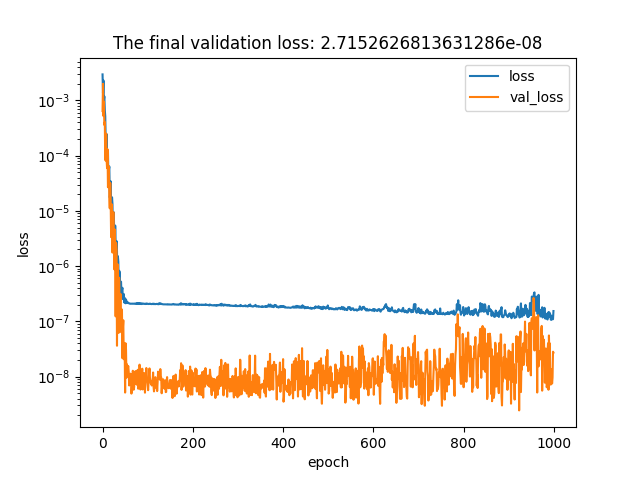 The final validation loss: 2.7152626813631286e-08
loss
val_loss
10⁻³
10⁻⁴
10⁻⁵
10⁻⁶
10⁻⁷
10⁻⁸
loss
0 200 400 600 800 1000
epoch